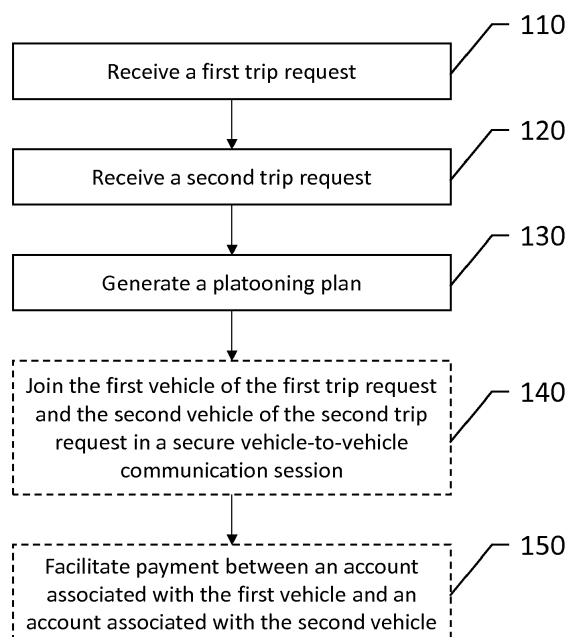 110
Receive a first trip request
120
Receive a second trip request
130
Generate a platooning plan
140
Join the first vehicle of the first trip request
and the second vehicle of the second trip
request in a secure vehicle-to-vehicle
communication session
150
Facilitate payment between an account
associated with the first vehicle and an
account associated with the second vehicle